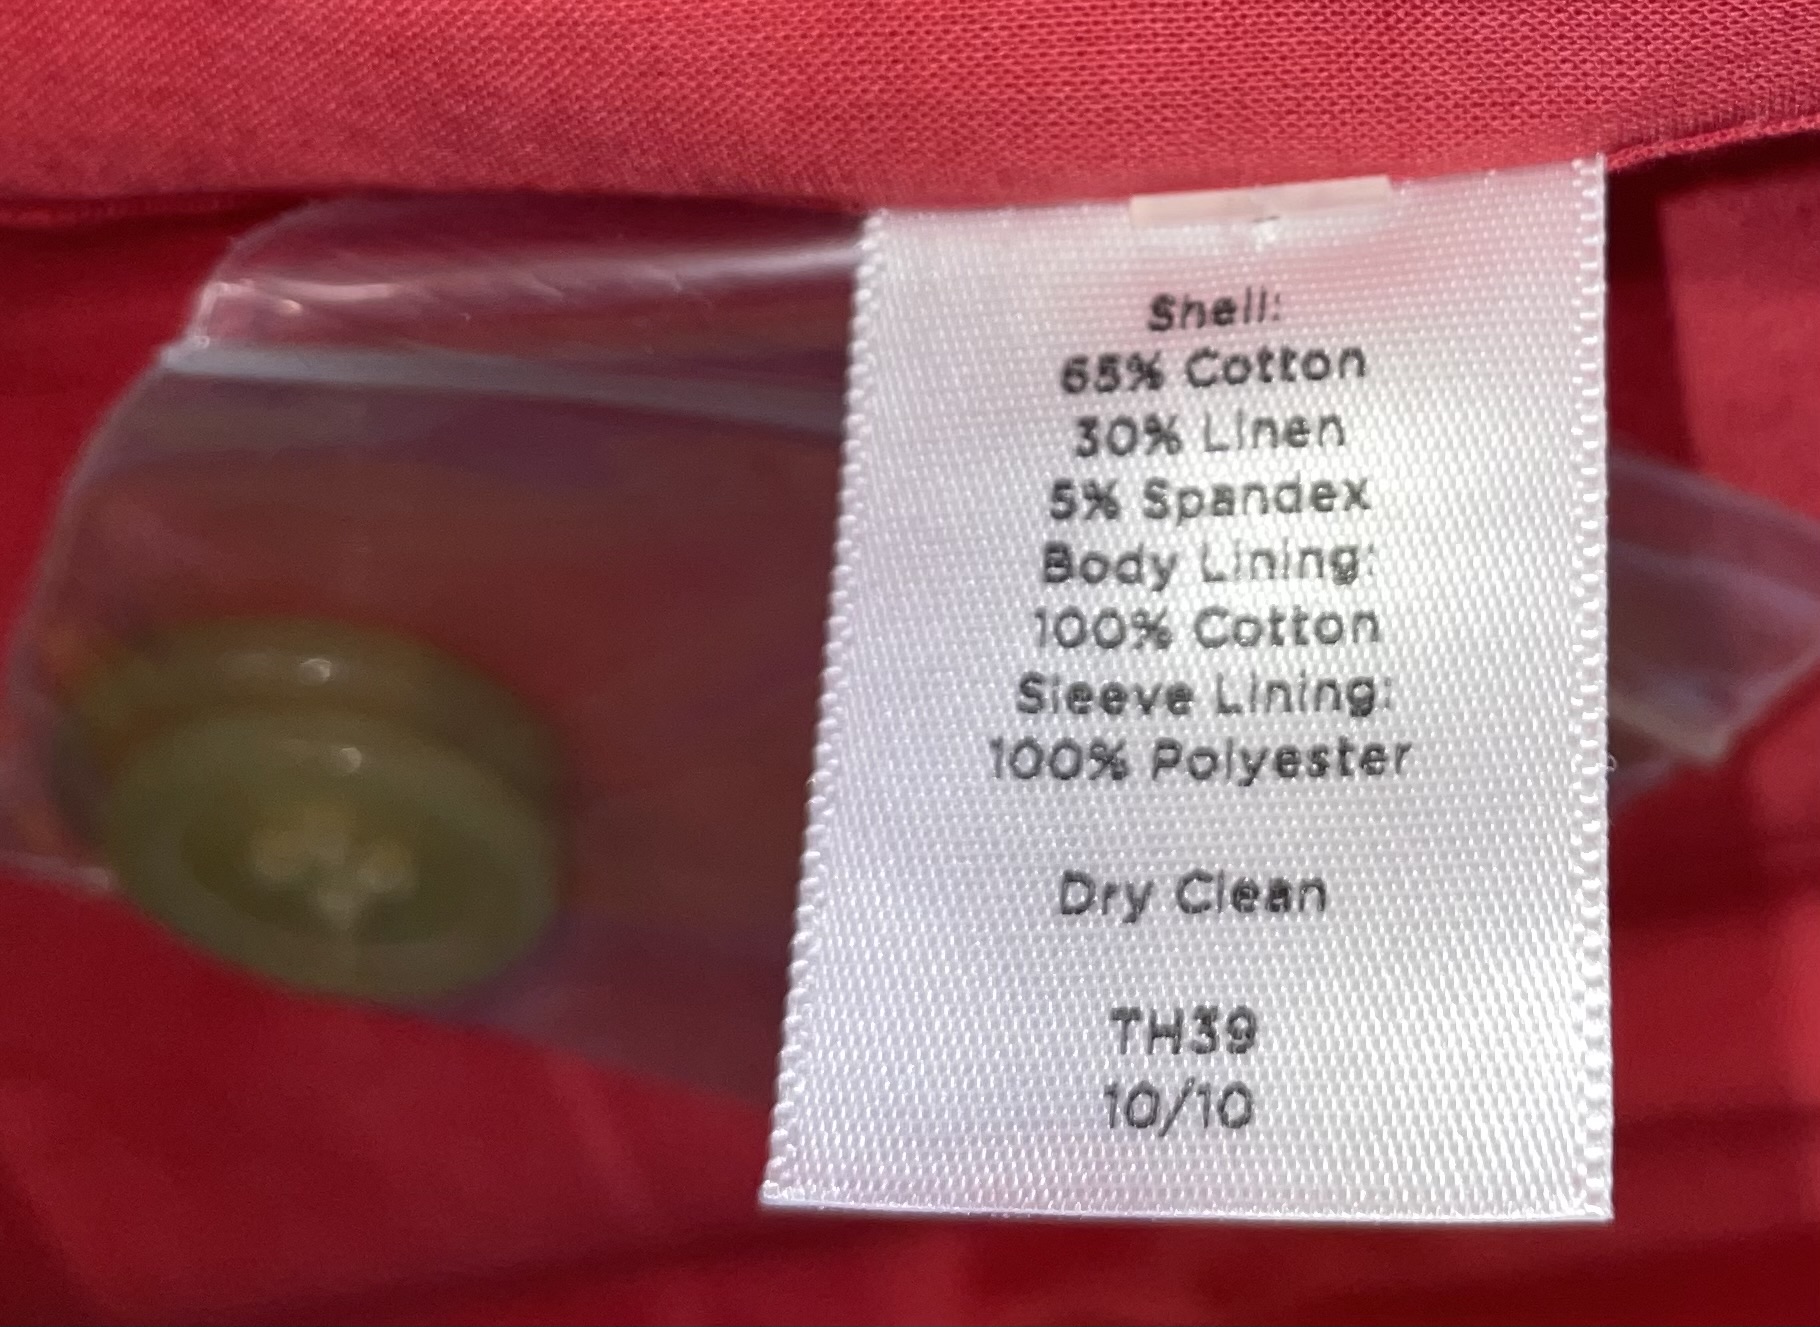 Shell:
65% Cotton
30% Linen
5% Spandex
Body Lining:
100% Cotton
Sleeve Lining:
100% Polyester
Dry Clean
TH39
10/10